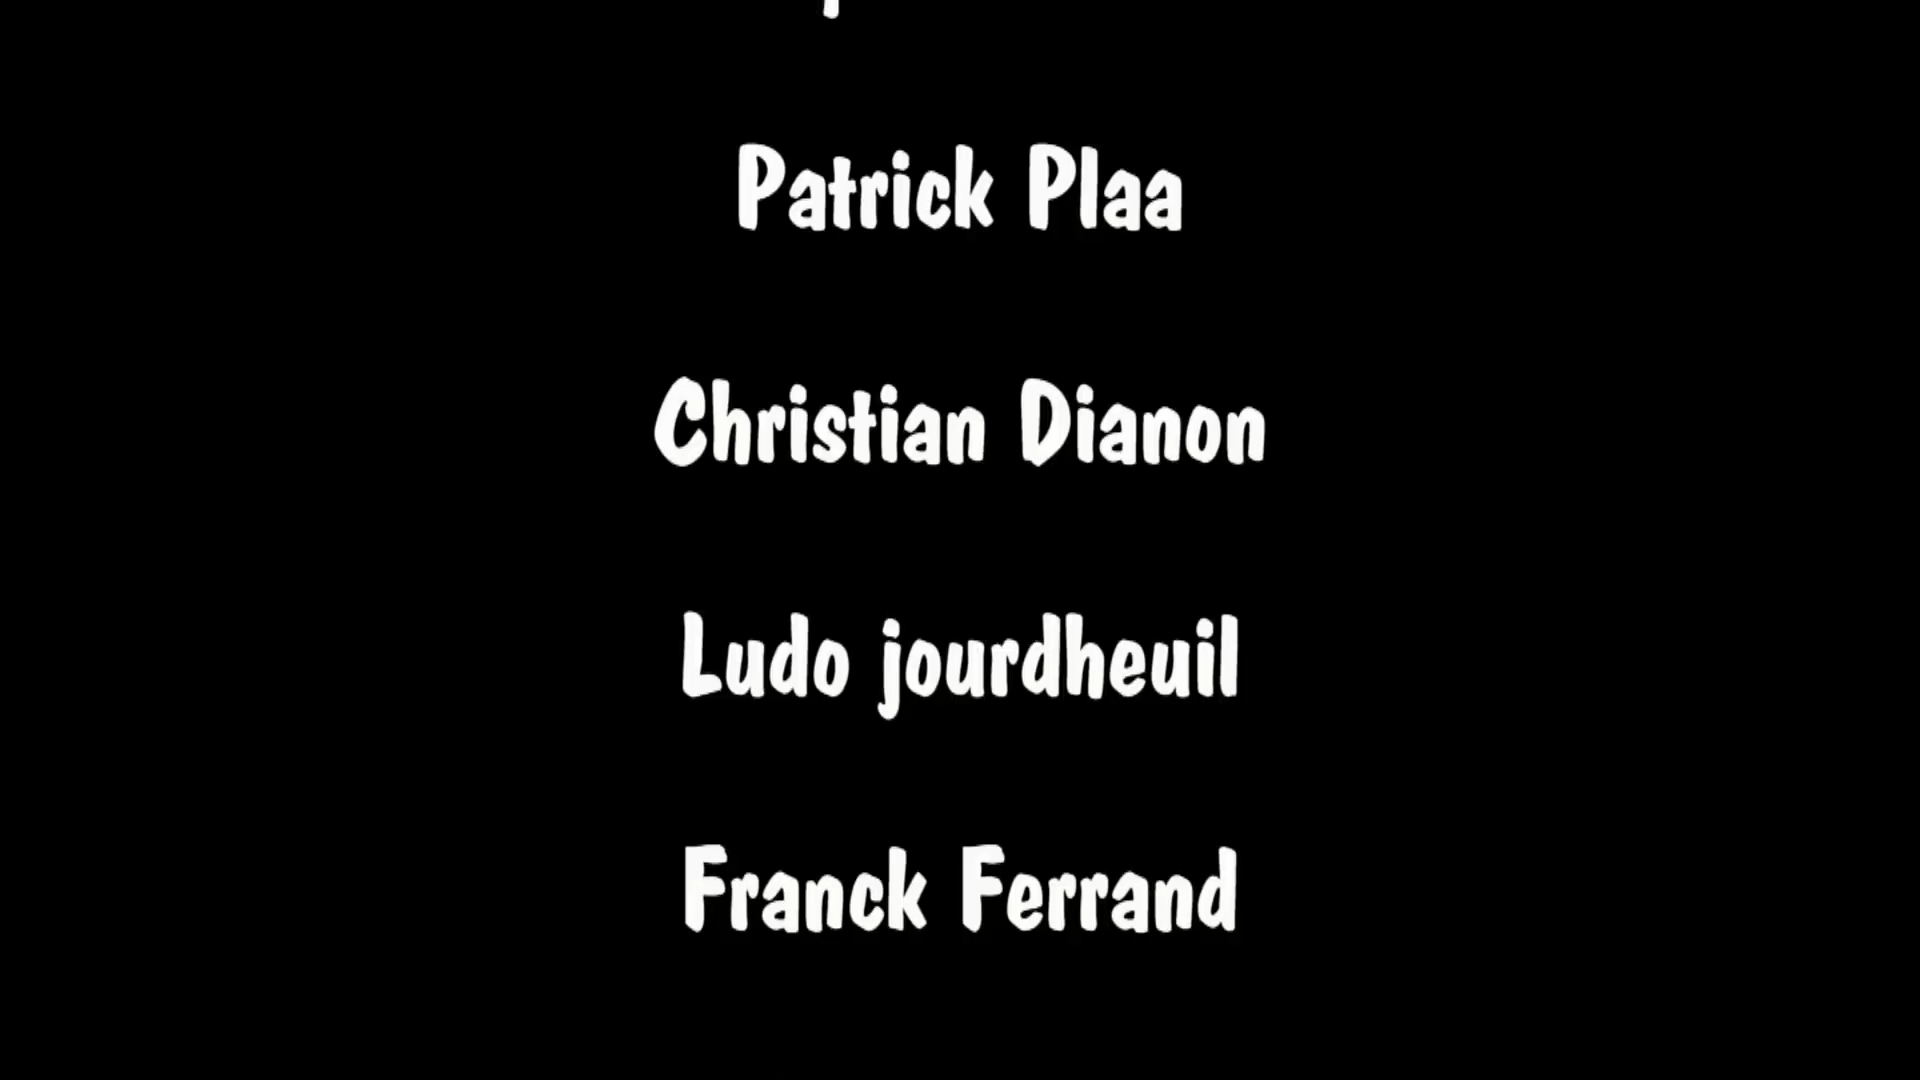 Patrick Plaa
Christian Dianon
Ludo jourdheuil
Franck Ferrand